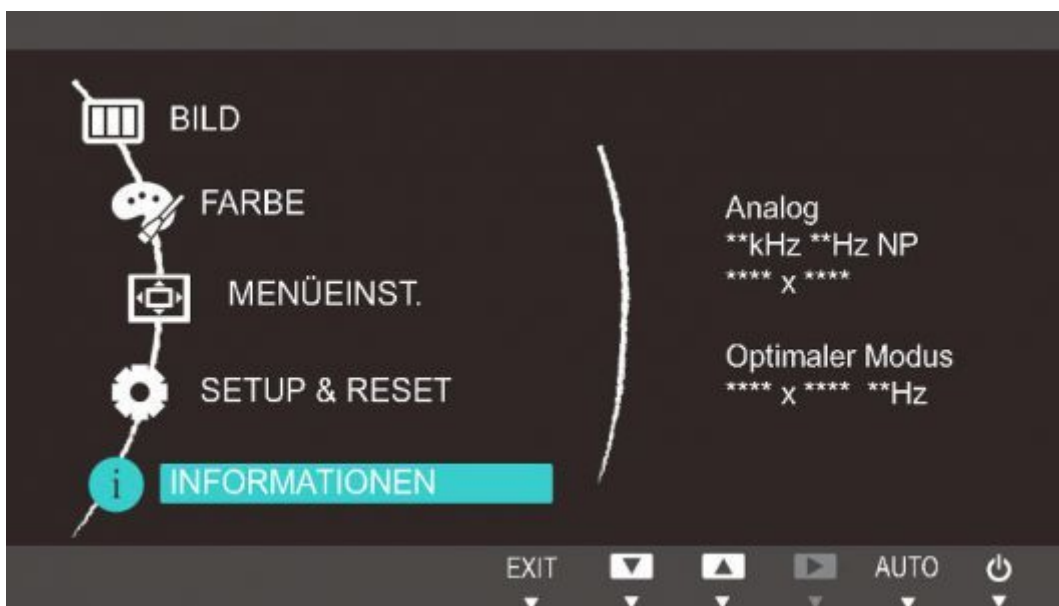 BILD
FARBE
MENÜEINST.
SETUP & RESET
i INFORMATIONEN
Analog
**kHz **Hz NP
**** x ****
Optimaler Modus
**** x **** **Hz
EXIT AUTO